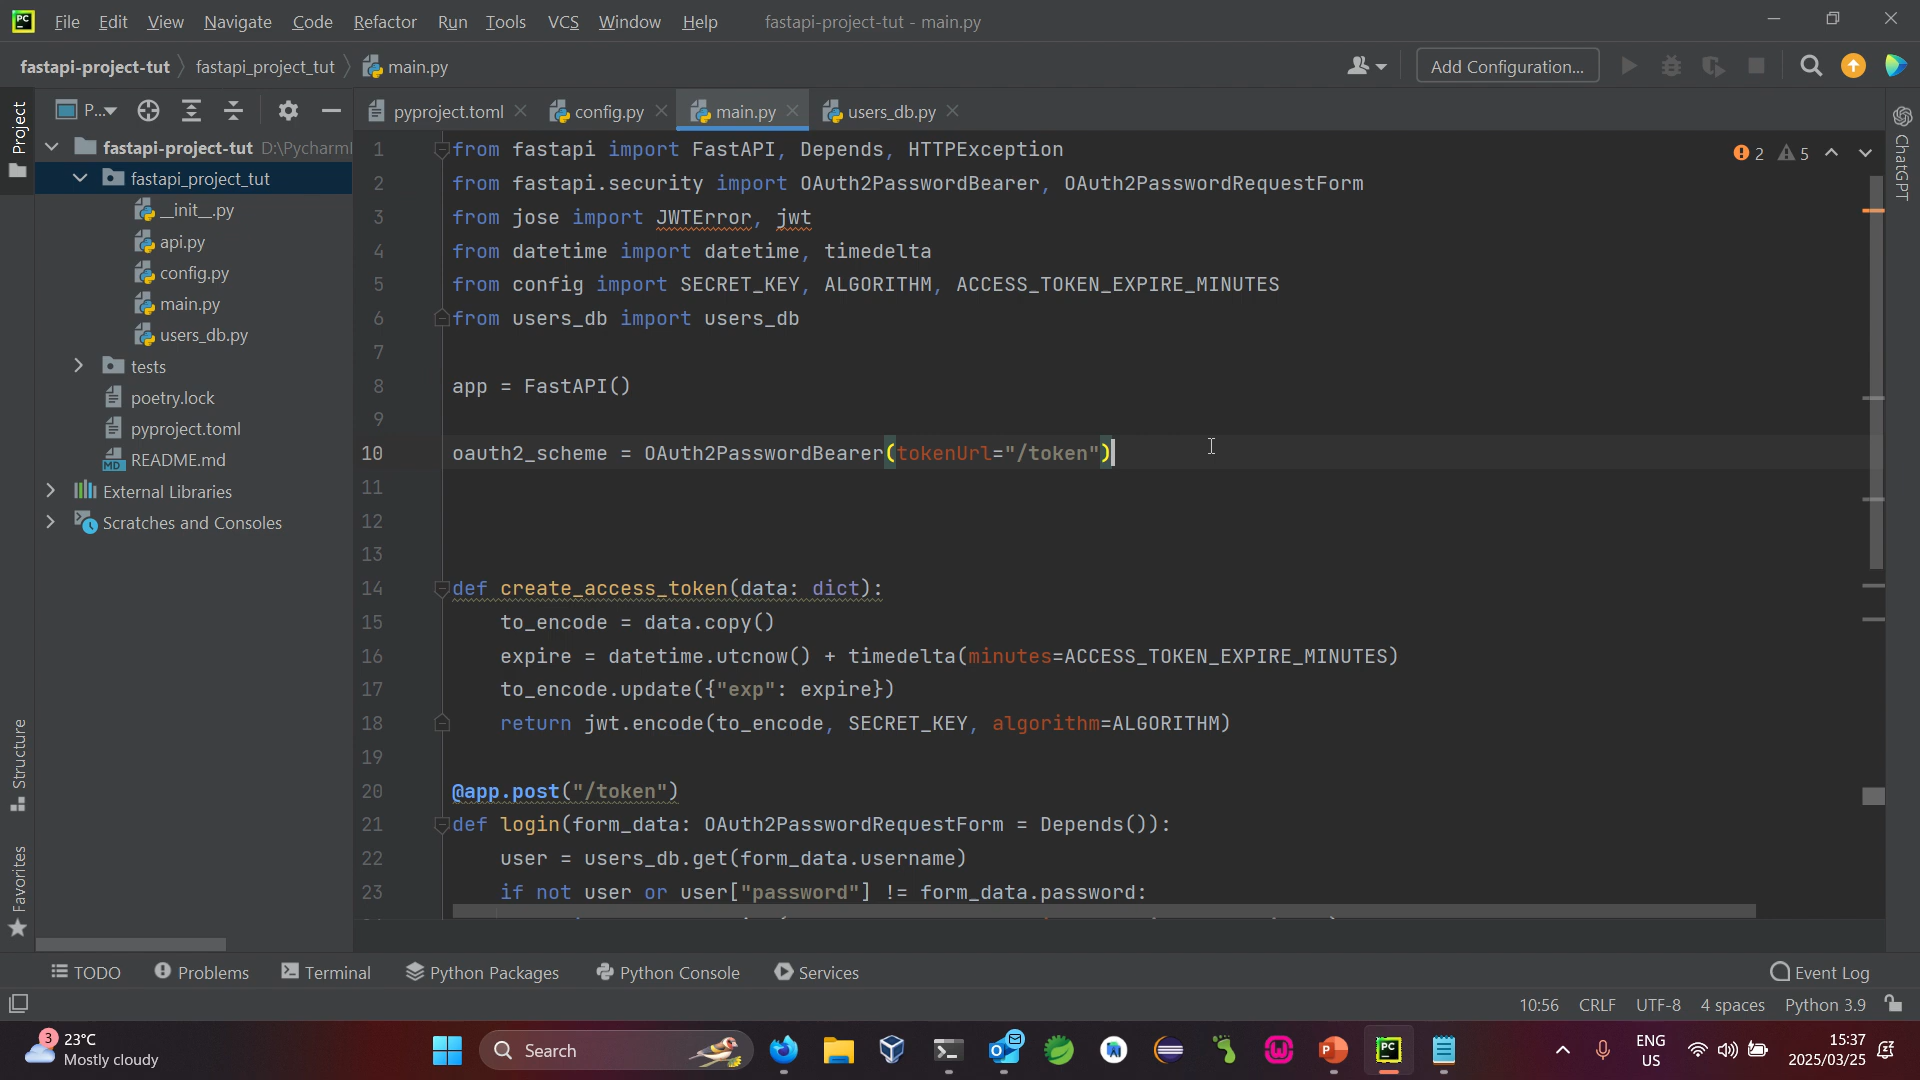 PC File Edit View Navigate Code Refactor Run Tools VCS Window Help fastapi-project-tut - main.py
fastapi-project-tut fastapi_project_tut main.py Add Configuration...
P... pyproject.toml config.py main.py users_db.py
Project
ChatGPT
Structure
Favorites
fastapi-project-tut D:\Pycharm
fastapi_project_tut
__init__.py
api.py
config.py
main.py
users_db.py
tests
poetry.lock
pyproject.toml
MD README.md
External Libraries
Scratches and Consoles
2 5
1 from fastapi import FastAPI, Depends, HTTPException
2 from fastapi.security import OAuth2PasswordBearer, OAuth2PasswordRequestForm
3 from jose import JWTError, jwt
4 from datetime import datetime, timedelta
5 from config import SECRET_KEY, ALGORITHM, ACCESS_TOKEN_EXPIRE_MINUTES
6 from users_db import users_db
7
8 app = FastAPI()
9
10 oauth2_scheme = OAuth2PasswordBearer(tokenUrl="/token")
11
12
13
14 def create_access_token(data: dict):
15 to_encode = data.copy()
16 expire = datetime.utcnow() + timedelta(minutes=ACCESS_TOKEN_EXPIRE_MINUTES)
17 to_encode.update({"exp": expire})
18 return jwt.encode(to_encode, SECRET_KEY, algorithm=ALGORITHM)
19
20 @app.post("/token")
21 def login(form_data: OAuth2PasswordRequestForm = Depends()):
22 user = users_db.get(form_data.username)
23 if not user or user["password"] != form_data.password:
TODO Problems Terminal Python Packages Python Console Services Event Log
10:56 CRLF UTF-8 4 spaces Python 3.9
3 23°C
Mostly cloudy
Search
ENG
US
15:37
2025/03/25